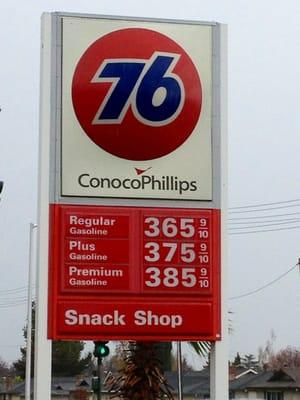 76
ConocoPhillips
Regular 365 9/10
Gasoline
Plus 375 9/10
Gasoline
Premium 385 9/10
Gasoline
Snack Shop